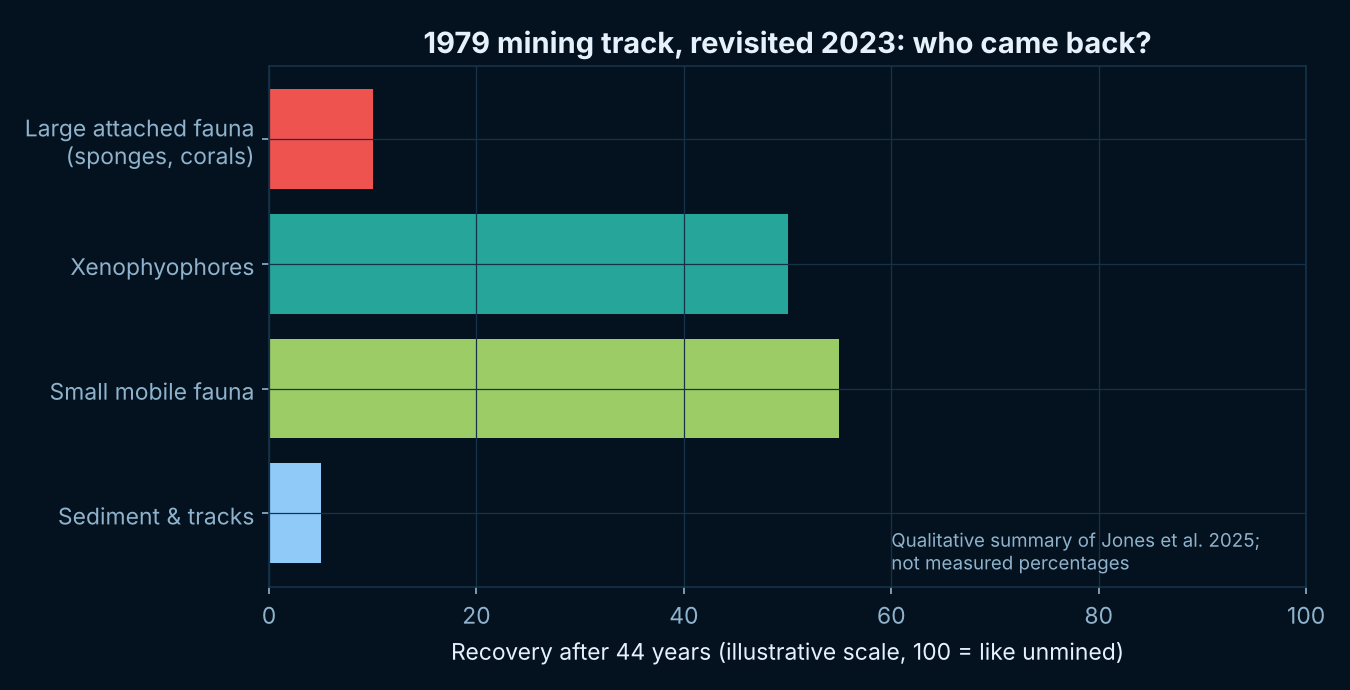 1979 mining track, revisited 2023: who came back?
Large attached fauna
(sponges, corals)
Xenophyophores
Small mobile fauna
Sediment & tracks
Qualitative summary of Jones et al. 2025;
not measured percentages
0 20 40 60 80 100
Recovery after 44 years (illustrative scale, 100 = like unmined)